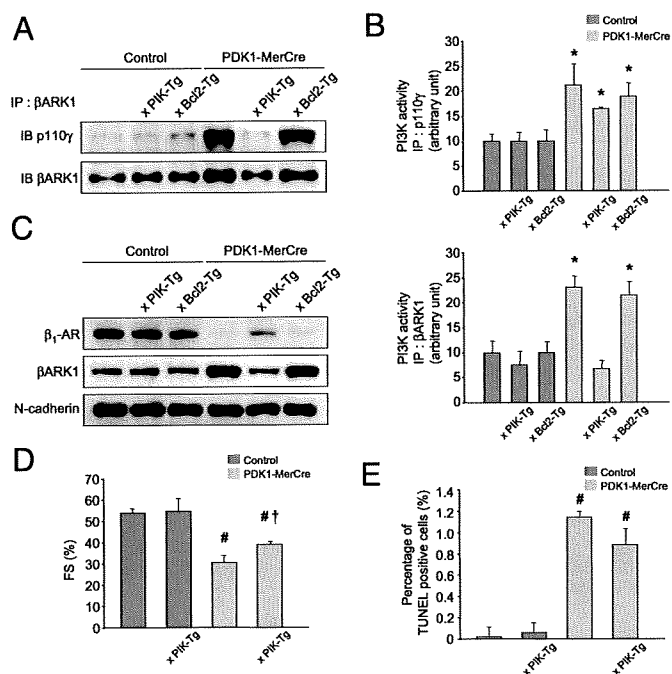 A
Control
PDK1-MerCre
IP : βARK1
x PIK-Tg
x Bcl2-Tg
x PIK-Tg
x Bcl2-Tg
IB p110γ
IB βARK1
B
Control
PDK1-MerCre
PI3K activity
IP : p110γ
(arbitrary unit)
30
25
20
15
10
5
0
* * *
x PIK-Tg
x Bcl2-Tg
x PIK-Tg
x Bcl2-Tg
PI3K activity
IP : βARK1
(arbitrary unit)
30
25
20
15
10
5
0
* *
x PIK-Tg
x Bcl2-Tg
x PIK-Tg
x Bcl2-Tg
C
Control
PDK1-MerCre
x PIK-Tg
x Bcl2-Tg
x PIK-Tg
x Bcl2-Tg
β1-AR
βARK1
N-cadherin
D
Control
PDK1-MerCre
FS (%)
70
60
50
40
30
20
10
0
#
# †
x PIK-Tg
x PIK-Tg
E
Control
PDK1-MerCre
Percentage of
TUNEL positive cells (%)
1.4
1.2
1.0
0.8
0.6
0.4
0.2
0
#
#
x PIK-Tg
x PIK-Tg